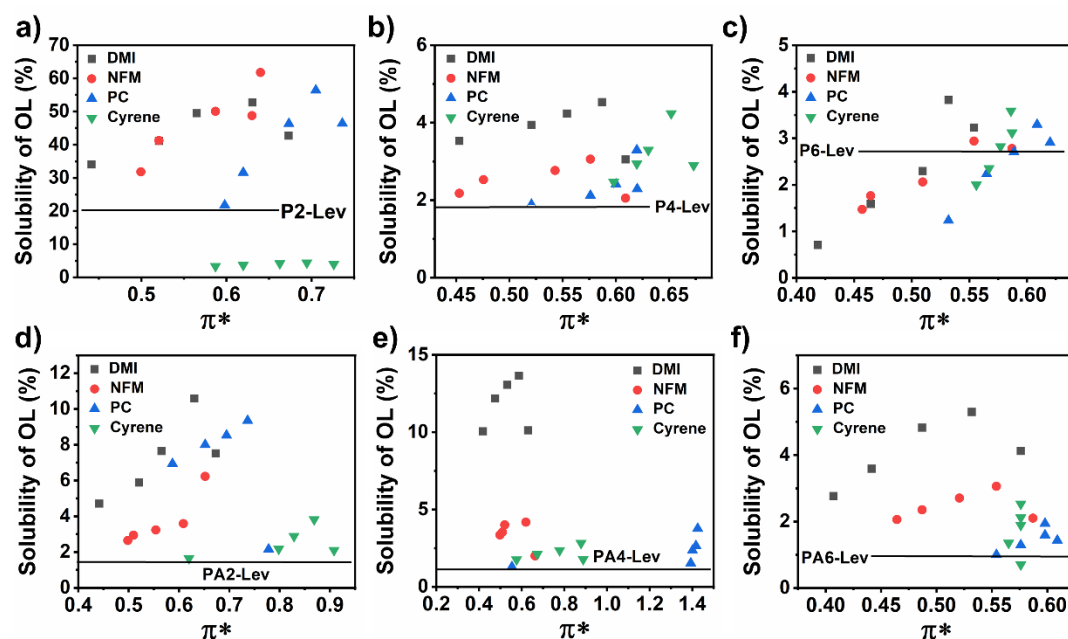 a)
Solubility of OL (%)
70
60
50
40
30
20
10
0
DMI
NFM
PC
Cyrene
P2-Lev
0.5 0.6 0.7
π*
b)
Solubility of OL (%)
6
4
2
0
DMI
NFM
PC
Cyrene
P4-Lev
0.45 0.50 0.55 0.60 0.65
π*
c)
Solubility of OL (%)
5
4
3
2
1
0
DMI
NFM
PC
Cyrene
P6-Lev
0.40 0.45 0.50 0.55 0.60
π*
d)
Solubility of OL (%)
12
10
8
6
4
2
0
DMI
NFM
PC
Cyrene
PA2-Lev
0.4 0.5 0.6 0.7 0.8 0.9
π*
e)
Solubility of OL (%)
15
10
5
0
DMI
NFM
PC
Cyrene
PA4-Lev
0.2 0.4 0.6 0.8 1.0 1.2 1.4
π*
f)
Solubility of OL (%)
6
4
2
0
DMI
NFM
PC
Cyrene
PA6-Lev
0.40 0.45 0.50 0.55 0.60
π*